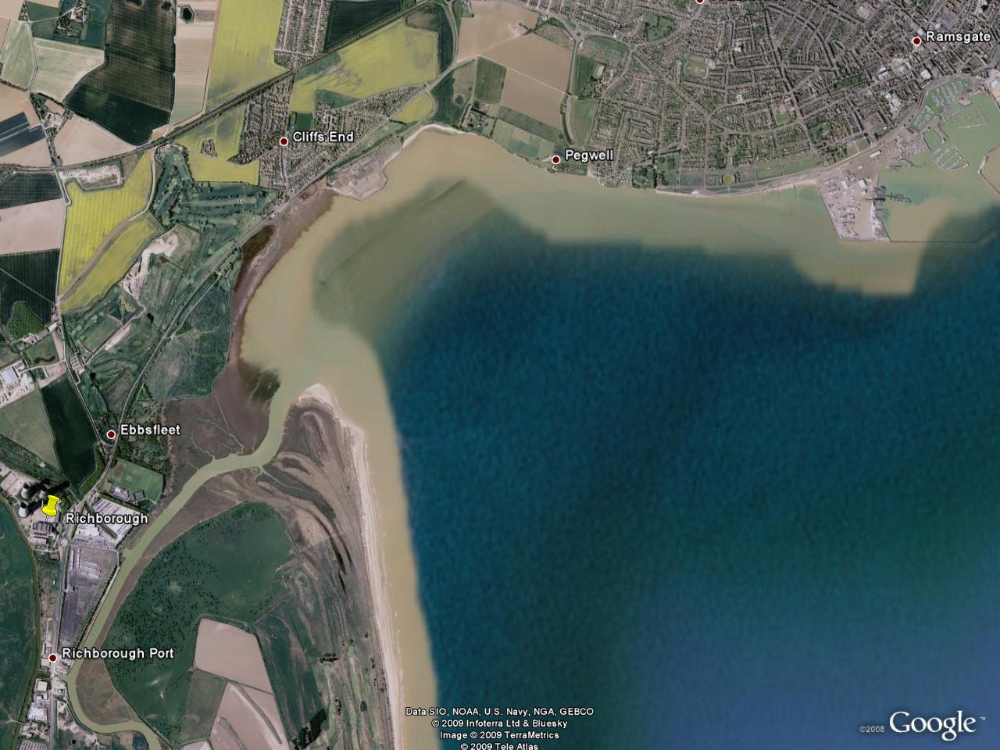 Ramsgate
Cliffs End
Pegwell
Ebbsfleet
Richborough
Richborough Port
Data SIO, NOAA, U.S. Navy, NGA, GEBCO
© 2009 Infoterra Ltd & Bluesky
Image © 2009 TerraMetrics
© 2009 Tele Atlas
©2008 Google™